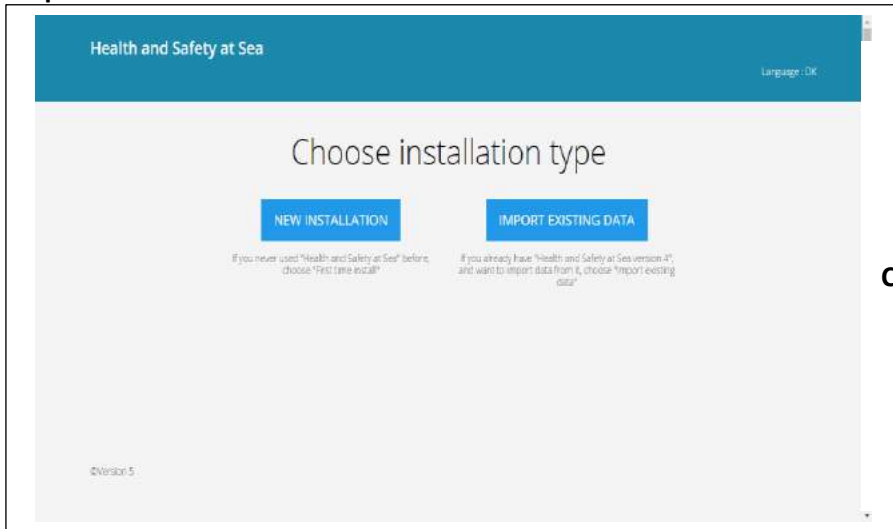 Health and Safety at Sea
Language : DK
Choose installation type
NEW INSTALLATION
IMPORT EXISTING DATA
If you never used "Health and Safety at Sea" before,
choose "First time install"
If you already have "Health and Safety at Sea version 4",
and want to import data from it, choose "Import existing
data"
©Version 5